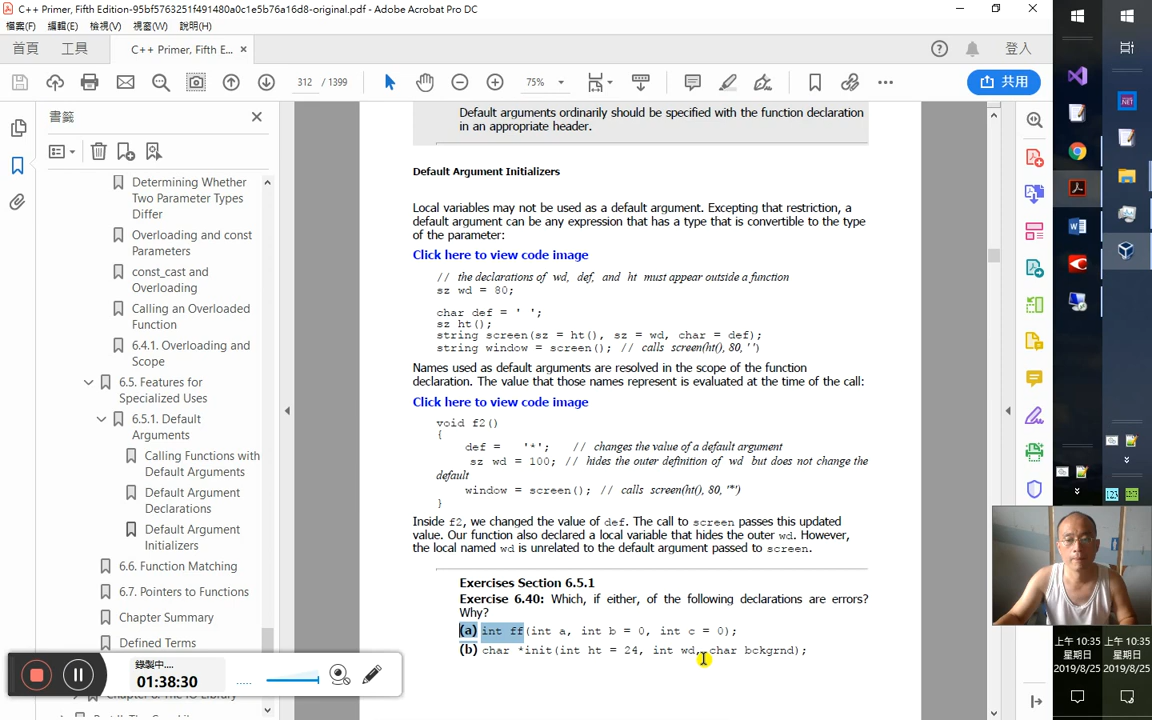 C++ Primer, Fifth Edition-95bf5763251f491480a0c1e5b76a16d8-original.pdf - Adobe Acrobat Pro DC
檔案(F) 編輯(E) 檢視(V) 視窗(W) 說明(H)
首頁 工具 C++ Primer, Fifth E... × 登入
312 / 1399 75% 共用
書籤
Determining Whether
Two Parameter Types
Differ
Overloading and const
Parameters
const_cast and
Overloading
Calling an Overloaded
Function
6.4.1. Overloading and
Scope
6.5. Features for
Specialized Uses
6.5.1. Default
Arguments
Calling Functions with
Default Arguments
Default Argument
Declarations
Default Argument
Initializers
6.6. Function Matching
6.7. Pointers to Functions
Chapter Summary
Defined Terms
Default arguments ordinarily should be specified with the function declaration
in an appropriate header.
Default Argument Initializers
Local variables may not be used as a default argument. Excepting that restriction, a
default argument can be any expression that has a type that is convertible to the type
of the parameter:
Click here to view code image
// the declarations of wd, def, and ht must appear outside a function
sz wd = 80;
char def = ' ';
sz ht();
string screen(sz = ht(), sz = wd, char = def);
string window = screen(); // calls screen(ht(), 80, ' ')
Names used as default arguments are resolved in the scope of the function
declaration. The value that those names represent is evaluated at the time of the call:
Click here to view code image
void f2()
{
def = '*'; // changes the value of a default argument
sz wd = 100; // hides the outer definition of wd but does not change the
default
window = screen(); // calls screen(ht(), 80, '*')
}
Inside f2, we changed the value of def. The call to screen passes this updated
value. Our function also declared a local variable that hides the outer wd. However,
the local named wd is unrelated to the default argument passed to screen.
Exercises Section 6.5.1
Exercise 6.40: Which, if either, of the following declarations are errors?
Why?
(a) int ff(int a, int b = 0, int c = 0);
(b) char *init(int ht = 24, int wd, char bckgrnd);
錄製中....
01:38:30
上午 10:35
星期日
2019/8/25
上午 10:35
星期日
2019/8/25